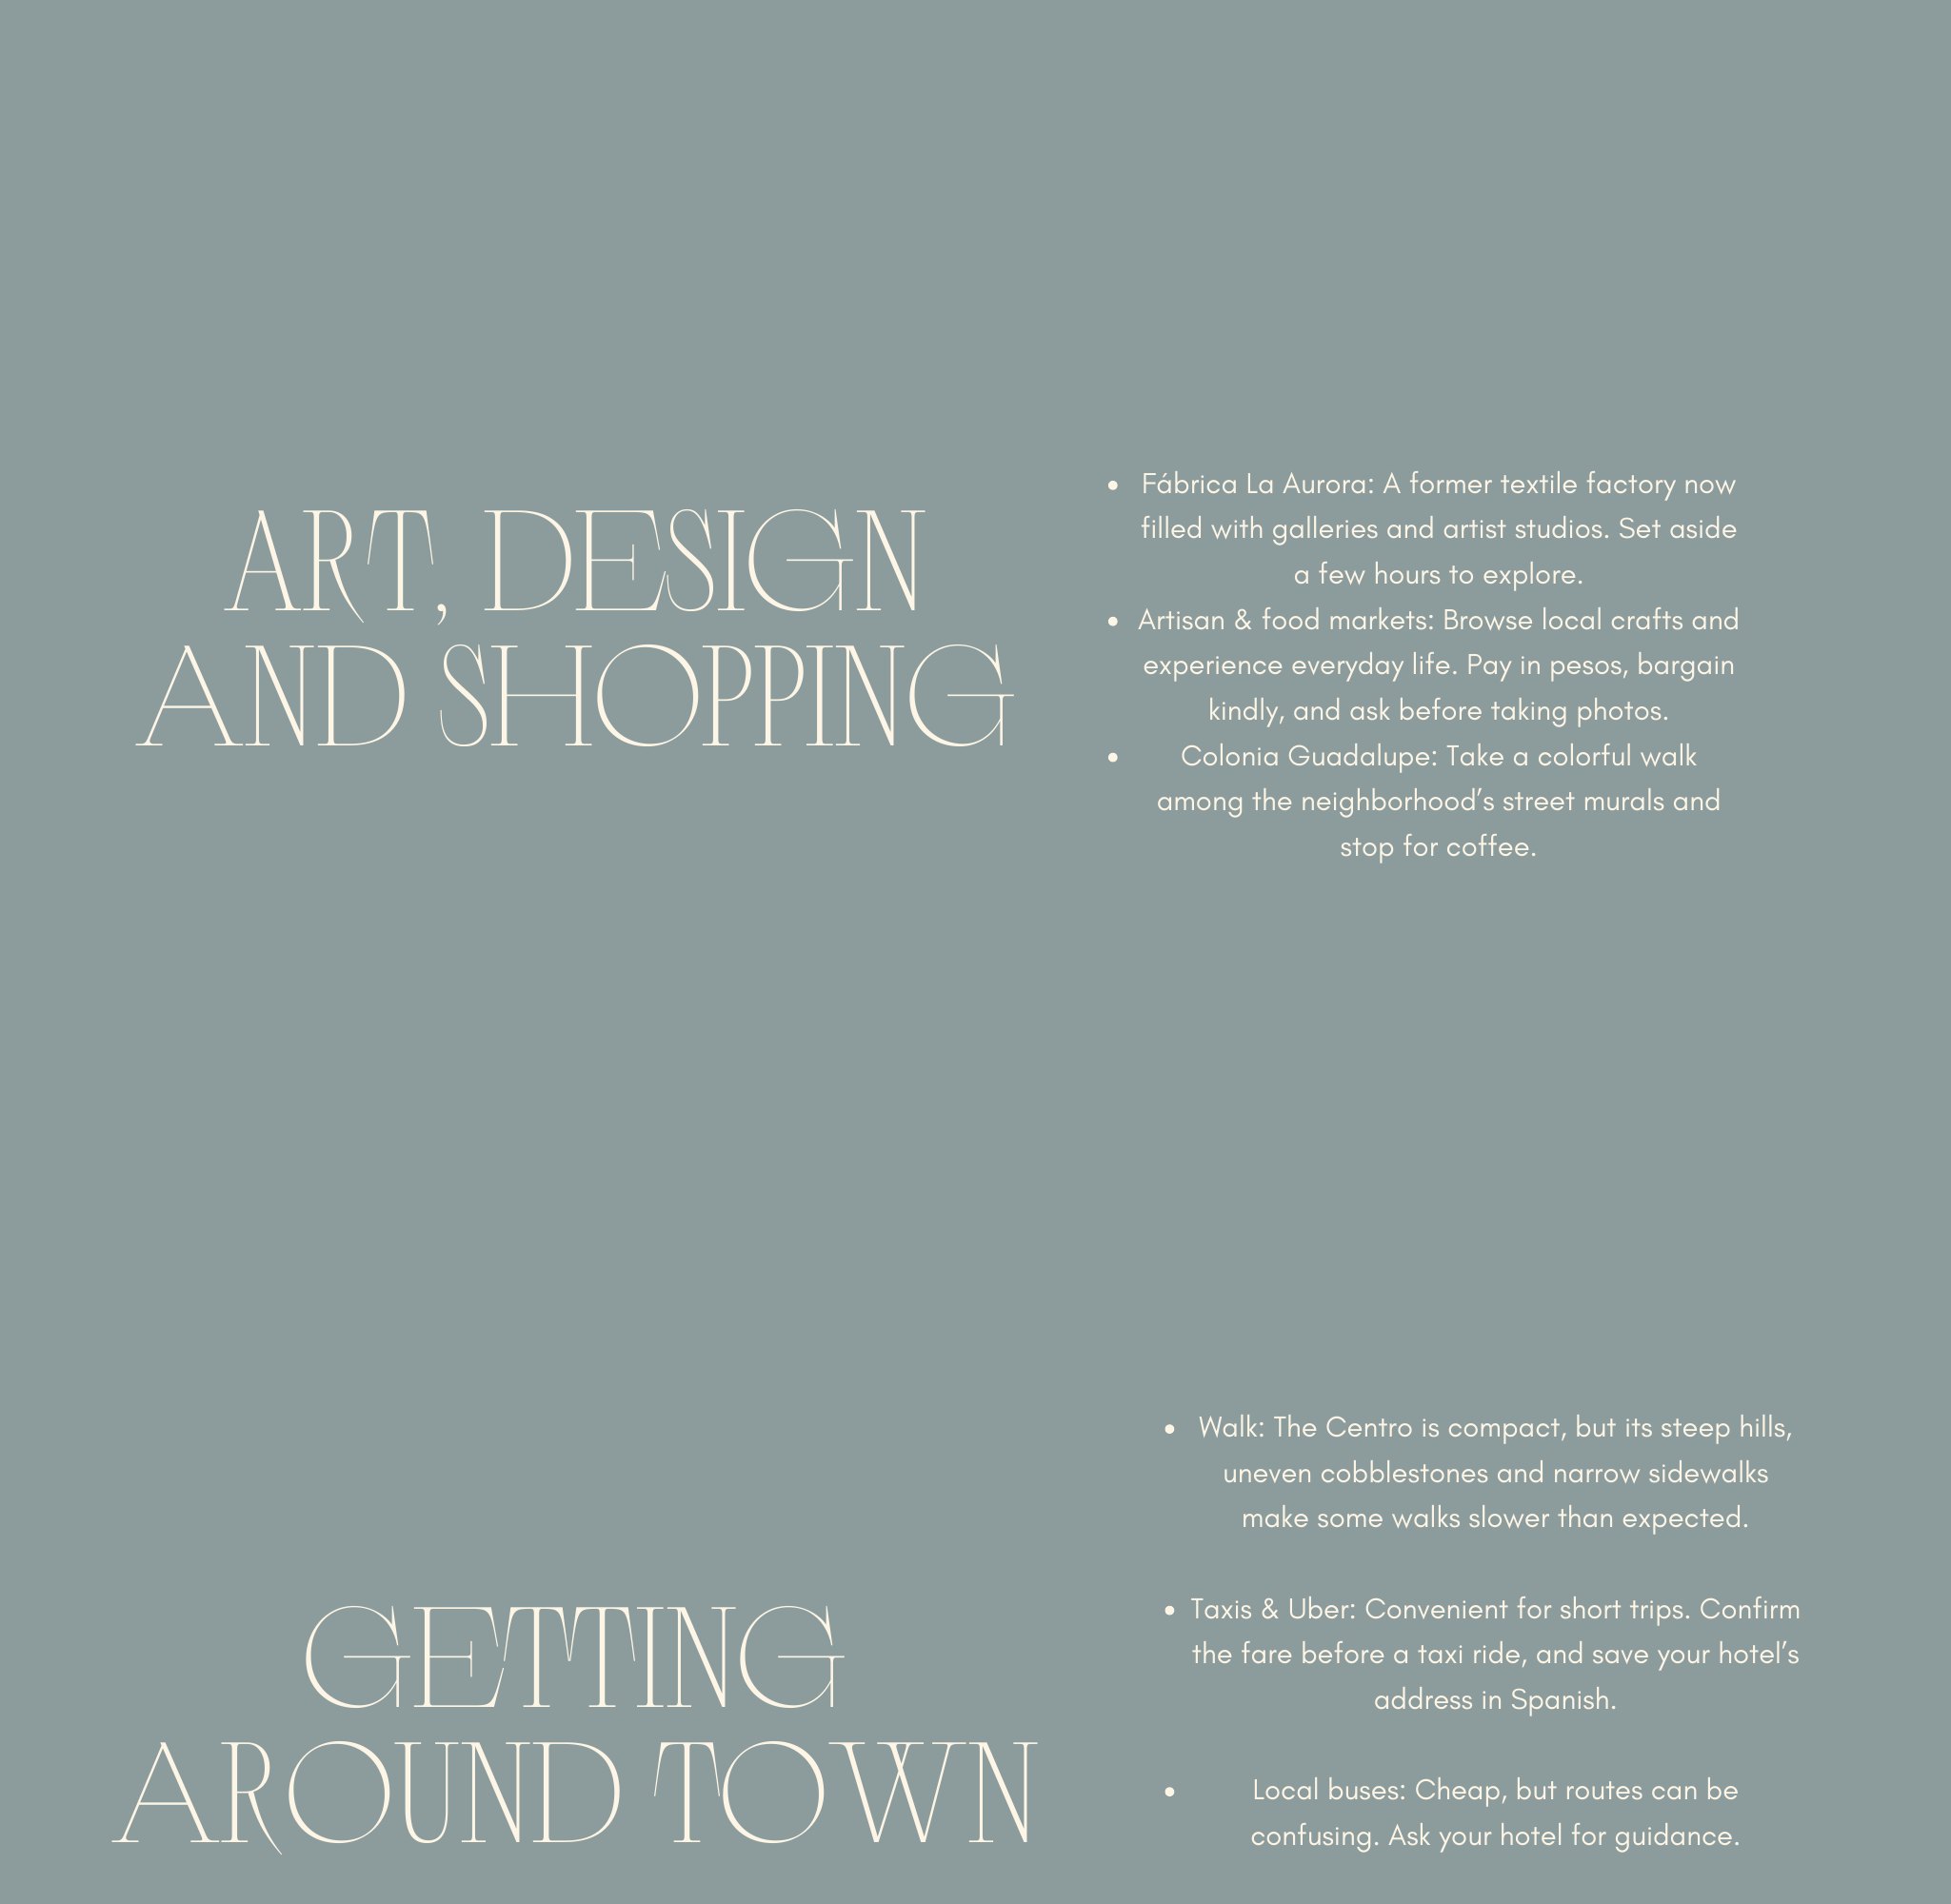 ART, DESIGN
AND SHOPPING
• Fábrica La Aurora: A former textile factory now
filled with galleries and artist studios. Set aside
a few hours to explore.
• Artisan & food markets: Browse local crafts and
experience everyday life. Pay in pesos, bargain
kindly, and ask before taking photos.
• Colonia Guadalupe: Take a colorful walk
among the neighborhood’s street murals and
stop for coffee.
GETTING
AROUND TOWN
• Walk: The Centro is compact, but its steep hills,
uneven cobblestones and narrow sidewalks
make some walks slower than expected.
• Taxis & Uber: Convenient for short trips. Confirm
the fare before a taxi ride, and save your hotel’s
address in Spanish.
• Local buses: Cheap, but routes can be
confusing. Ask your hotel for guidance.